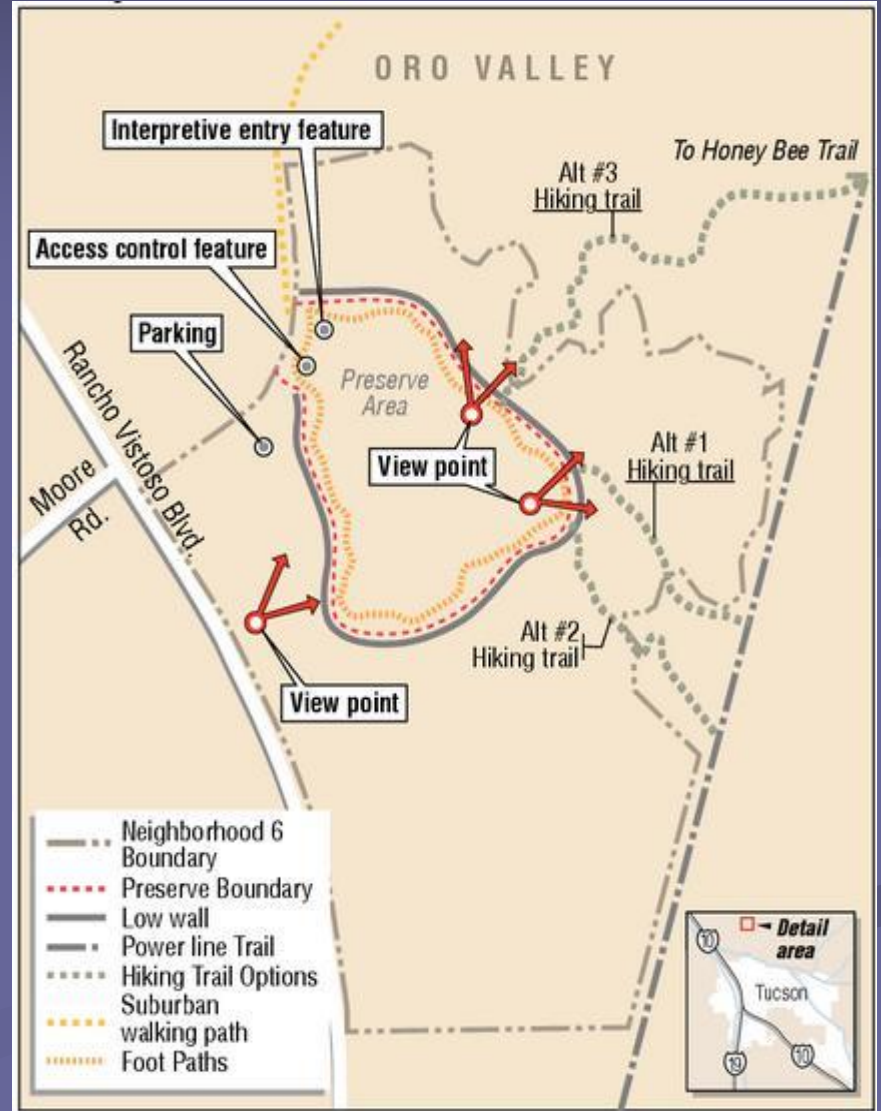 ORO VALLEY
Interpretive entry feature
To Honey Bee Trail
Alt #3
Hiking trail
Access control feature
Parking
Preserve
Area
Rancho Vistoso Blvd.
Moore
Rd.
View point
Alt #1
Hiking trail
Alt #2
Hiking trail
View point
Neighborhood 6
Boundary
Preserve Boundary
Low wall
Power line Trail
Hiking Trail Options
Suburban
walking path
Foot Paths
Detail
area
10
Tucson
19
10